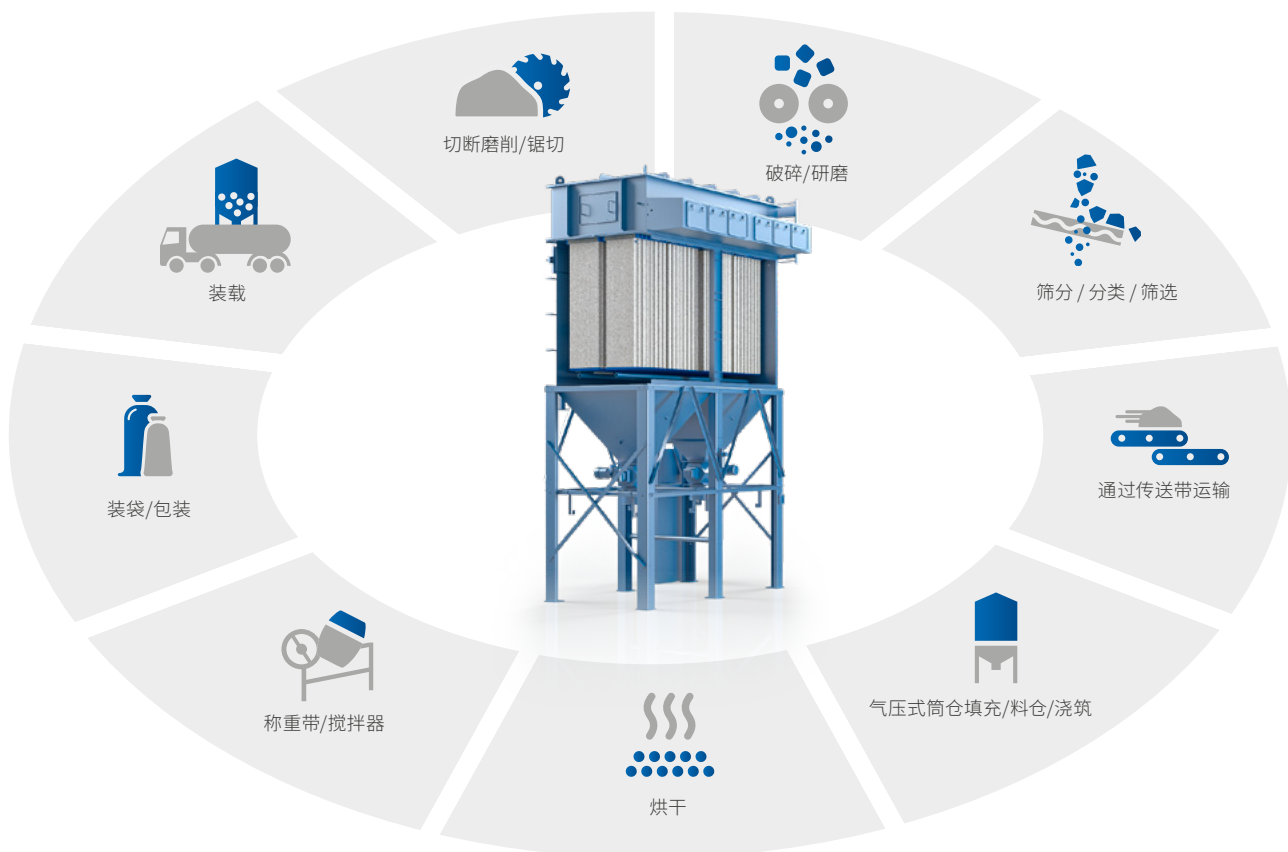 切断磨削/锯切
破碎/研磨
装载
筛分 / 分类 / 筛选
通过传送带运输
装袋/包装
气压式筒仓填充/料仓/浇筑
称重带/搅拌器
烘干